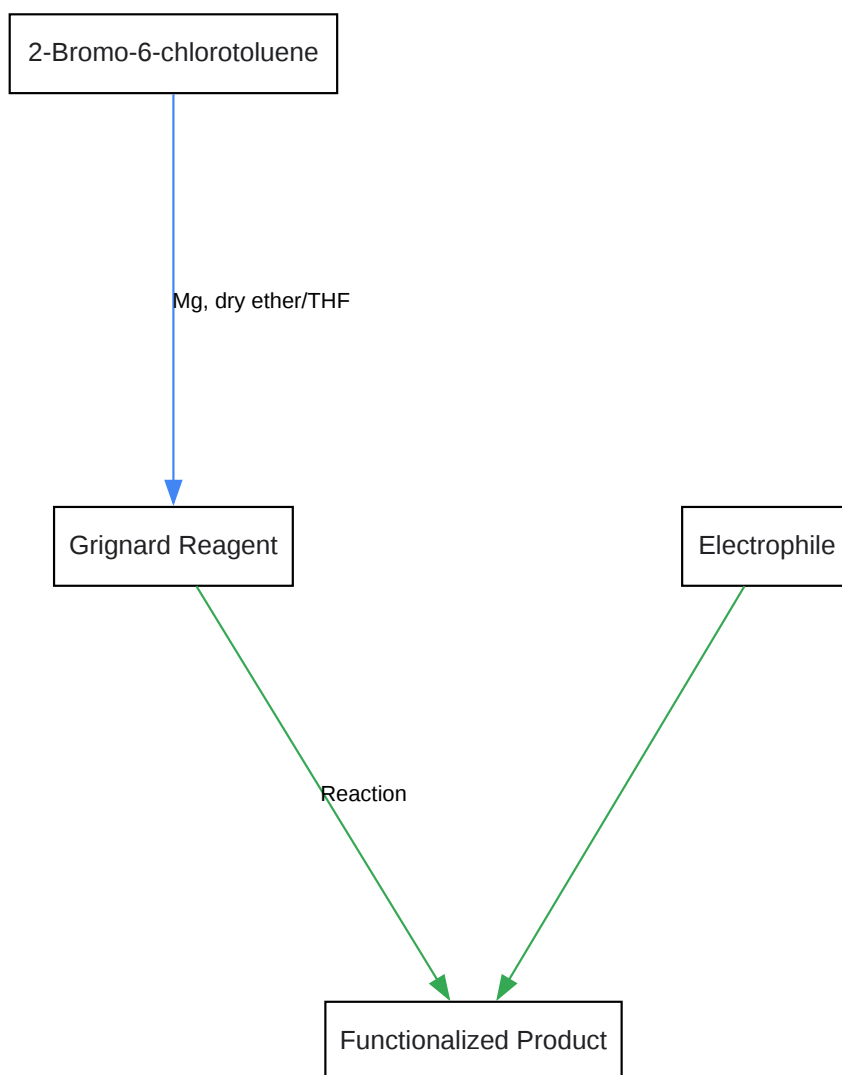 2-Bromo-6-chlorotoluene
Mg, dry ether/THF
Grignard Reagent
Electrophile
Reaction
Functionalized Product